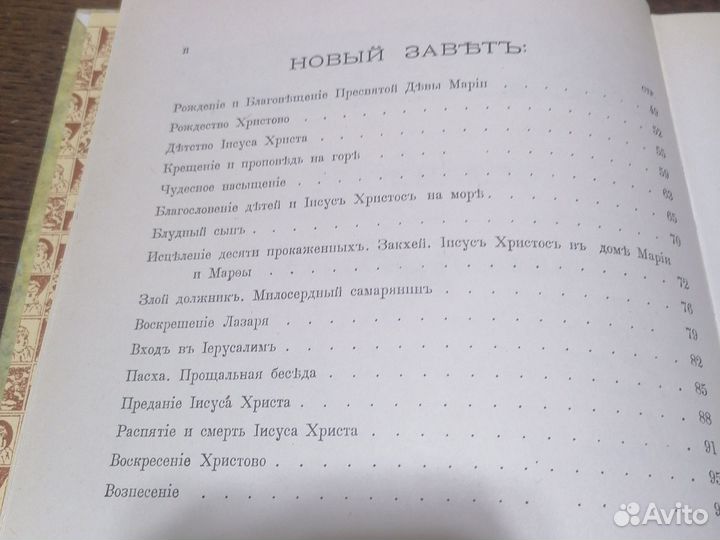 п
НОВЫЙ ЗАВѢТЪ:
стр.
Рожденіе и Благовѣщеніе Пресвятой Дѣвы Маріи . . . 49
Рождество Христово . . . 52
Дѣтство Іисуса Христа . . . 55
Крещеніе и проповѣдь на горѣ . . . 59
Чудесное насыщеніе . . . 63
Благословеніе дѣтей и Іисусъ Христосъ на морѣ . . . 65
Блудный сынъ . . . 70
Исцѣленіе десяти прокаженныхъ. Закхей. Іисусъ Христосъ въ домѣ Маріи
и Марѳы . . . 72
Злой должникъ. Милосердный самарянинъ . . . 76
Воскрешеніе Лазаря . . . 79
Входъ въ Іерусалимъ . . . 82
Пасха. Прощальная бесѣда . . . 85
Преданіе Іисуса Христа . . . 88
Распятіе и смерть Іисуса Христа . . . 91
Воскресеніе Христово . . . 95
Вознесеніе . . . 9
Avito